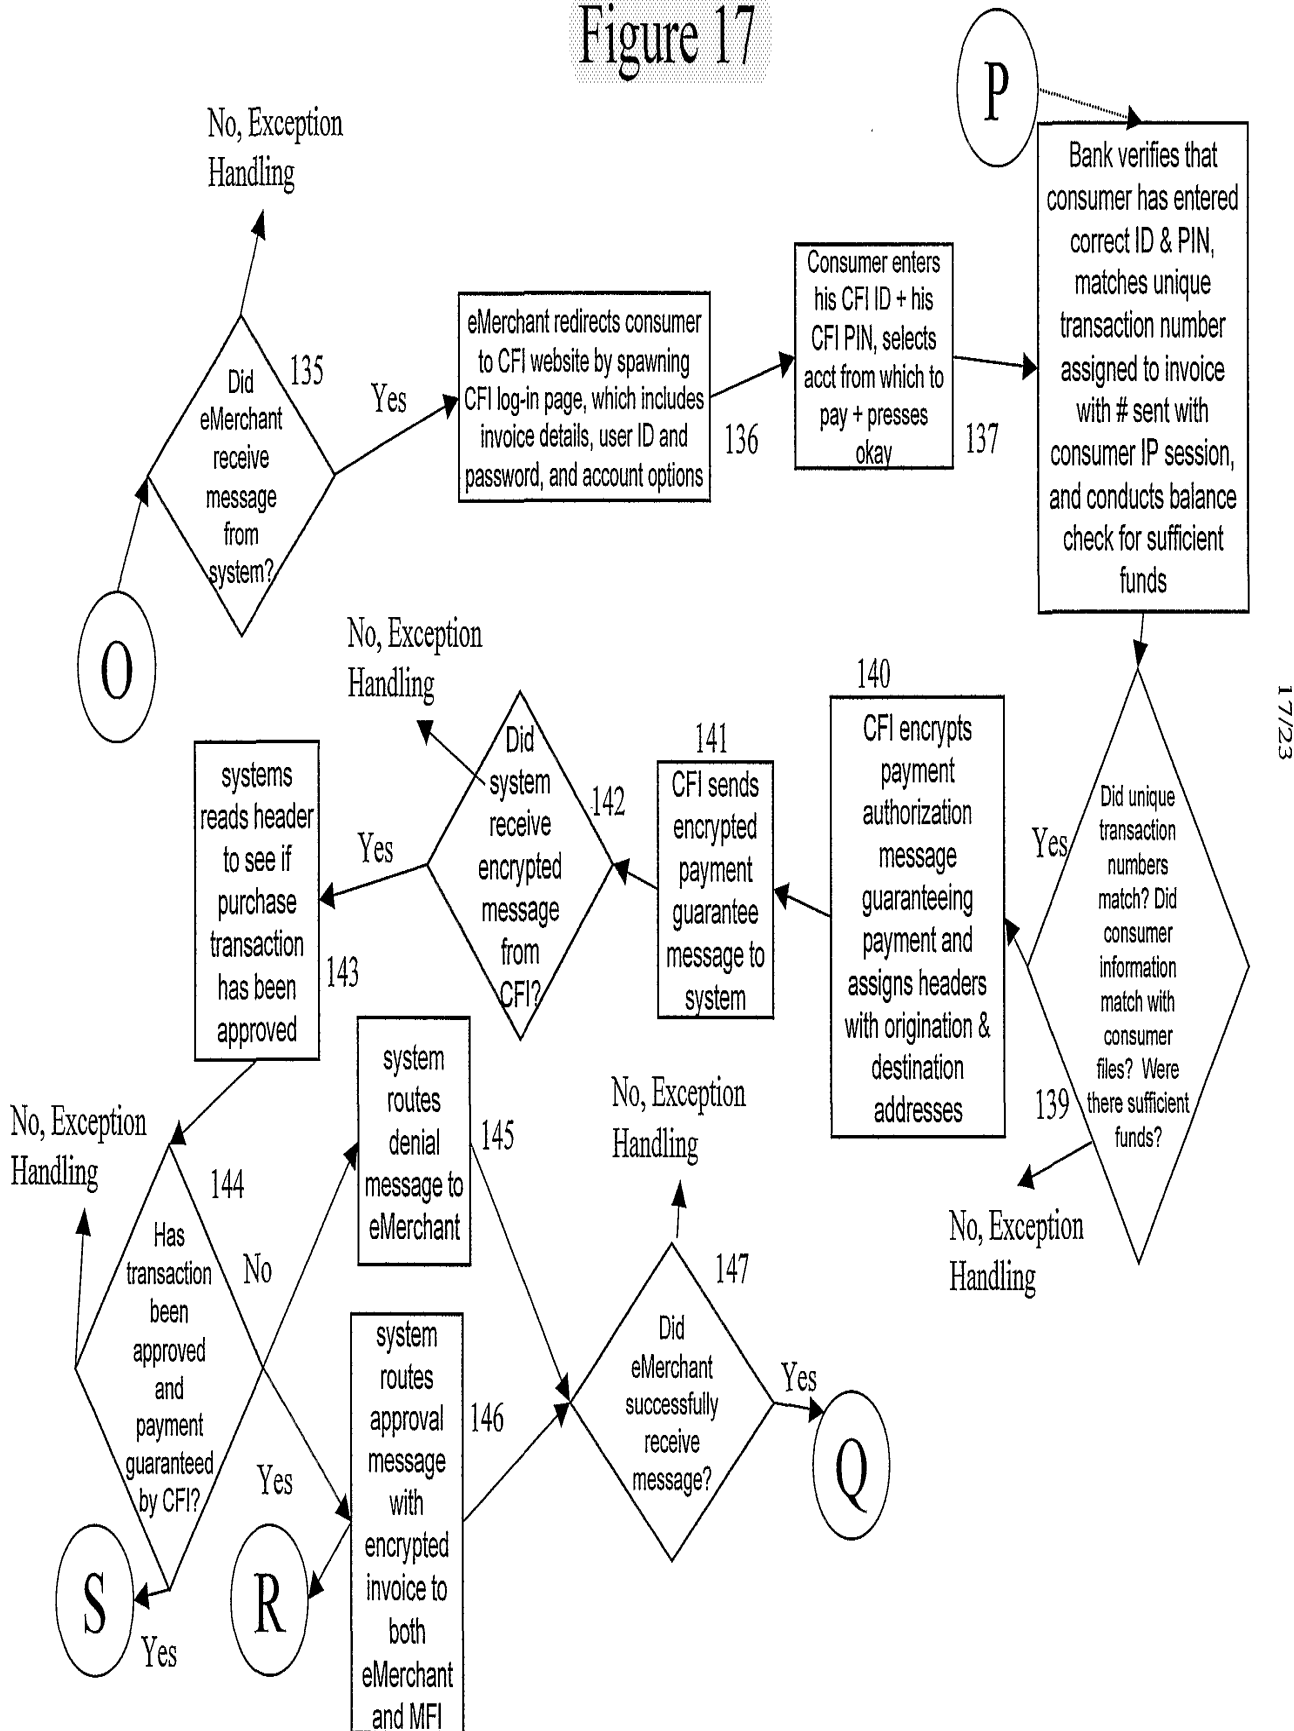 Figure 17
P
No, Exception
Handling
Bank verifies that
consumer has entered
correct ID & PIN,
matches unique
transaction number
assigned to invoice
with # sent with
consumer IP session,
and conducts balance
check for sufficient
funds
Consumer enters
his CFI ID + his
CFI PIN, selects
acct from which to
pay + presses
okay
137
eMerchant redirects consumer
to CFI website by spawning
CFI log-in page, which includes
invoice details, user ID and
password, and account options
136
135
Did
eMerchant
receive
message
from
system?
Yes
O
No, Exception
Handling
17/23
140
CFI encrypts
payment
authorization
message
guaranteeing
payment and
assigns headers
with origination &
destination
addresses
Yes
Did unique
transaction
numbers
match? Did
consumer
information
match with
consumer
files? Were
there sufficient
funds?
139
No, Exception
Handling
141
CFI sends
encrypted
payment
guarantee
message to
system
142
Did
system
receive
encrypted
message
from
CFI?
Yes
systems
reads header
to see if
purchase
transaction
has been
approved
143
No, Exception
Handling
144
Has
transaction
been
approved
and
payment
guaranteed
by CFI?
No
Yes
system
routes
denial
message to
eMerchant
145
system
routes
approval
message
with
encrypted
invoice to
both
eMerchant
and MFI
146
No, Exception
Handling
147
Did
eMerchant
successfully
receive
message?
Yes
Q
S
Yes
R